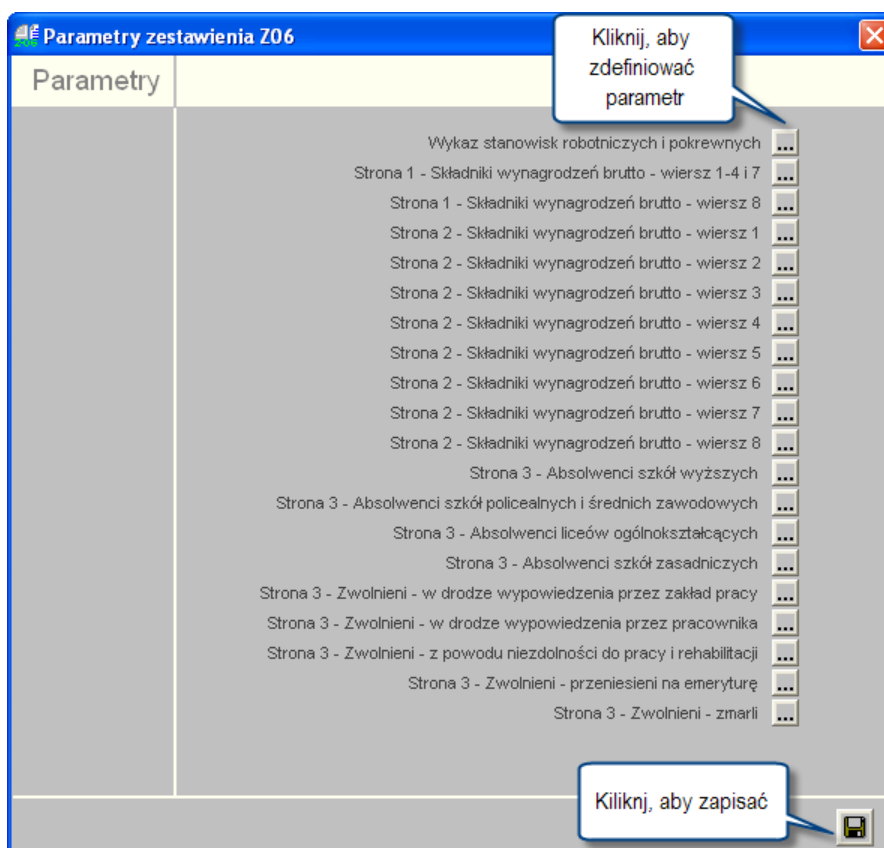 Parametry zestawienia Z06
Kliknij, aby
zdefiniować
parametr
Parametry
Wykaz stanowisk robotniczych i pokrewnych ...
Strona 1 - Składniki wynagrodzeń brutto - wiersz 1-4 i 7 ...
Strona 1 - Składniki wynagrodzeń brutto - wiersz 8 ...
Strona 2 - Składniki wynagrodzeń brutto - wiersz 1 ...
Strona 2 - Składniki wynagrodzeń brutto - wiersz 2 ...
Strona 2 - Składniki wynagrodzeń brutto - wiersz 3 ...
Strona 2 - Składniki wynagrodzeń brutto - wiersz 4 ...
Strona 2 - Składniki wynagrodzeń brutto - wiersz 5 ...
Strona 2 - Składniki wynagrodzeń brutto - wiersz 6 ...
Strona 2 - Składniki wynagrodzeń brutto - wiersz 7 ...
Strona 2 - Składniki wynagrodzeń brutto - wiersz 8 ...
Strona 3 - Absolwenci szkół wyższych ...
Strona 3 - Absolwenci szkół policealnych i średnich zawodowych ...
Strona 3 - Absolwenci liceów ogólnokształcących ...
Strona 3 - Absolwenci szkół zasadniczych ...
Strona 3 - Zwolnieni - w drodze wypowiedzenia przez zakład pracy ...
Strona 3 - Zwolnieni - w drodze wypowiedzenia przez pracownika ...
Strona 3 - Zwolnieni - z powodu niezdolności do pracy i rehabilitacji ...
Strona 3 - Zwolnieni - przeniesieni na emeryturę ...
Strona 3 - Zwolnieni - zmarli ...
Kiliknj, aby zapisać